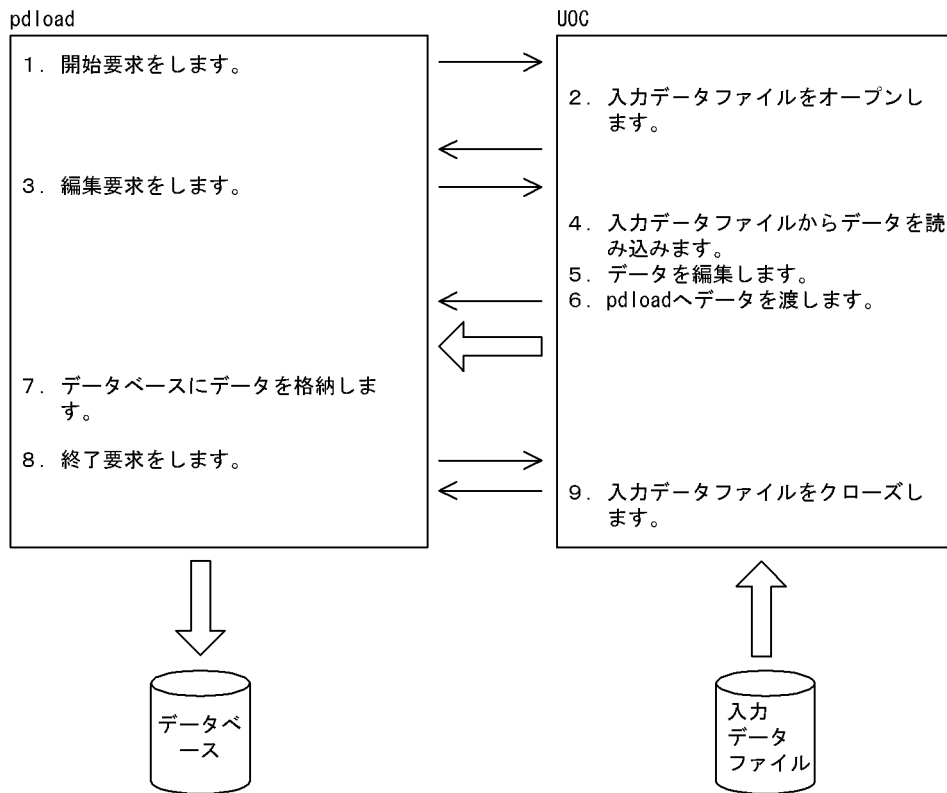 pdload
UOC
1．開始要求をします。
2．入力データファイルをオープンし
ます。
3．編集要求をします。
4．入力データファイルからデータを読
み込みます。
5．データを編集します。
6．pdloadへデータを渡します。
7．データベースにデータを格納しま
す。
8．終了要求をします。
9．入力データファイルをクローズし
ます。
データベ
ース
入力
データ
ファイル